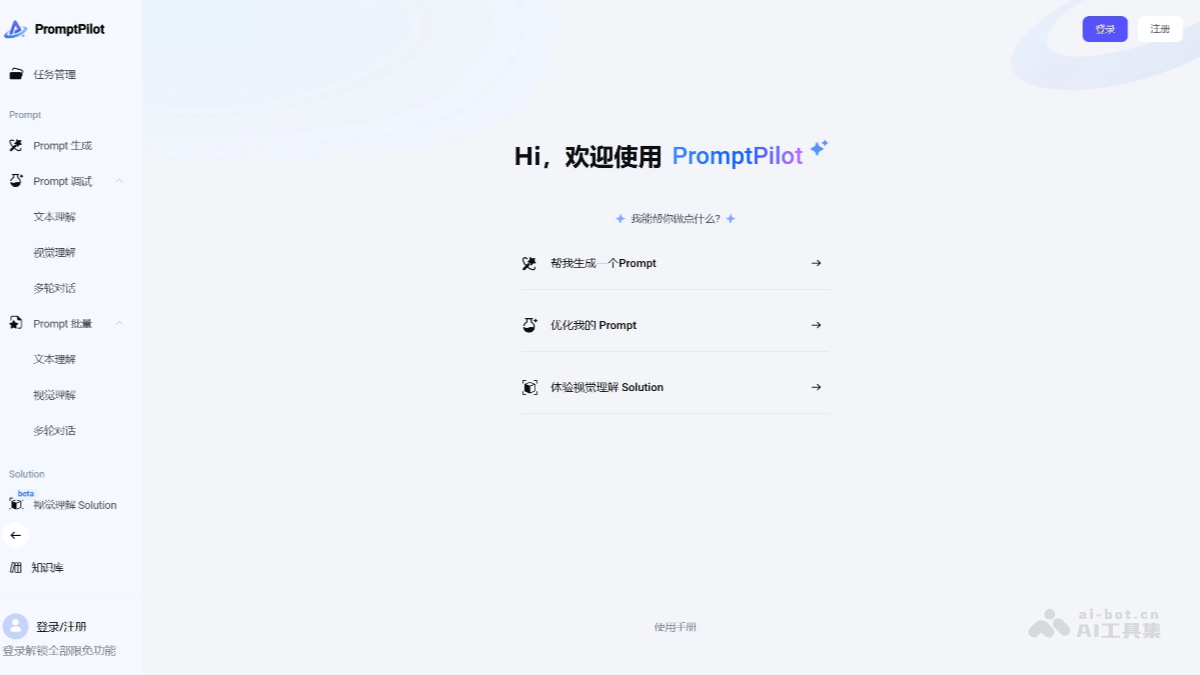 PromptPilot
任务管理
Prompt
Prompt 生成
Prompt 调试
文本理解
视觉理解
多轮对话
Prompt 批量
文本理解
视觉理解
多轮对话
Solution
beta
视觉理解 Solution
知识库
登录/注册
登录解锁全部限免功能
登录
注册
Hi，欢迎使用 PromptPilot
我能帮你做点什么?
帮我生成一个Prompt
优化我的 Prompt
体验视觉理解 Solution
使用手册
ai-bot.cn
AI工具集